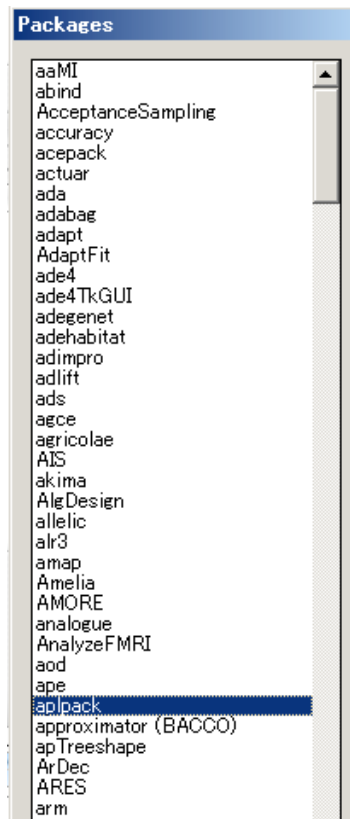 Packages
aaMI
abind
AcceptanceSampling
accuracy
acepack
actuar
ada
adabag
adapt
AdaptFit
ade4
ade4TkGUI
adegenet
adehabitat
adimpro
adlift
ads
agce
agricolae
AIS
akima
AlgDesign
allelic
alr3
amap
Amelia
AMORE
analogue
AnalyzeFMRI
aod
ape
aplpack
approximator (BACCO)
apTreeshape
ArDec
ARES
arm